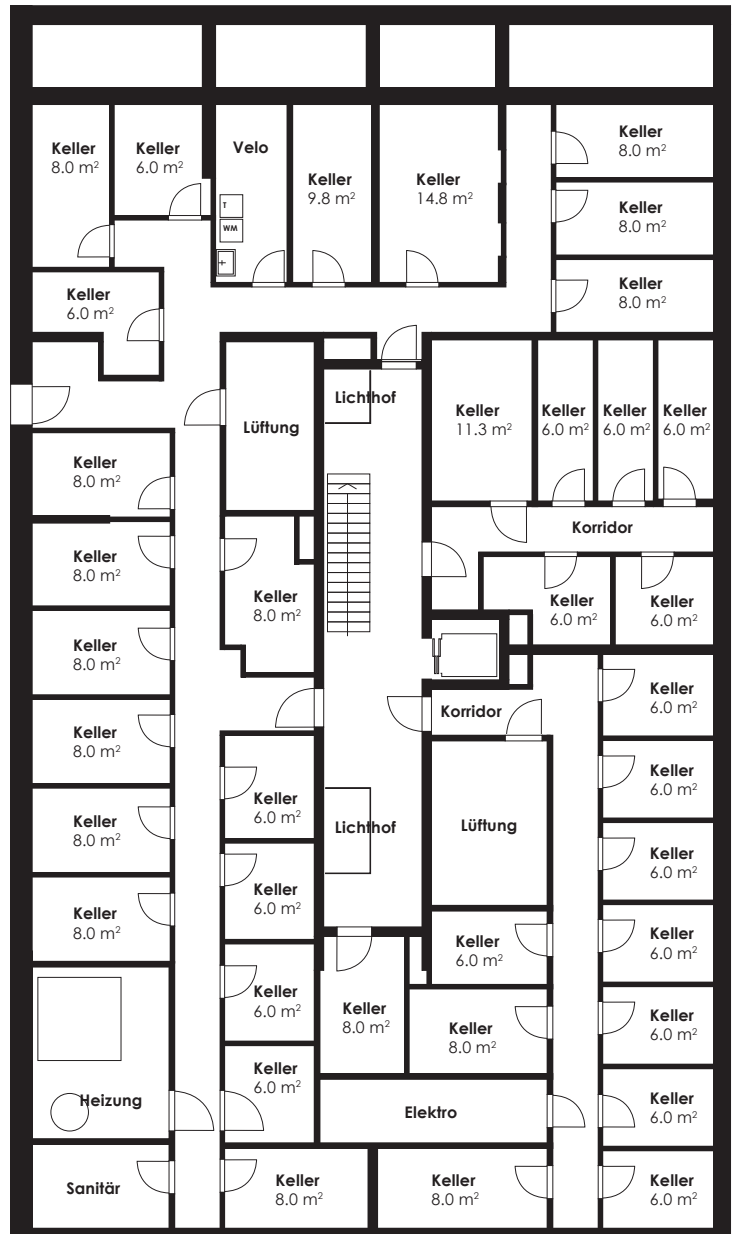 Keller
8.0 m²
Keller
6.0 m²
Velo
T
WM
Keller
9.8 m²
Keller
14.8 m²
Keller
8.0 m²
Keller
8.0 m²
Keller
8.0 m²
Keller
6.0 m²
Lichthof
Lüftung
Keller
11.3 m²
Keller
6.0 m²
Keller
6.0 m²
Keller
6.0 m²
Keller
8.0 m²
Korridor
Keller
8.0 m²
Keller
8.0 m²
Keller
6.0 m²
Keller
6.0 m²
Keller
8.0 m²
Keller
6.0 m²
Korridor
Keller
8.0 m²
Keller
6.0 m²
Keller
6.0 m²
Keller
8.0 m²
Lichthof
Lüftung
Keller
6.0 m²
Keller
8.0 m²
Keller
6.0 m²
Keller
6.0 m²
Keller
6.0 m²
Keller
6.0 m²
Keller
8.0 m²
Keller
8.0 m²
Keller
6.0 m²
Keller
6.0 m²
Heizung
Elektro
Keller
6.0 m²
Sanitär
Keller
8.0 m²
Keller
8.0 m²
Keller
6.0 m²